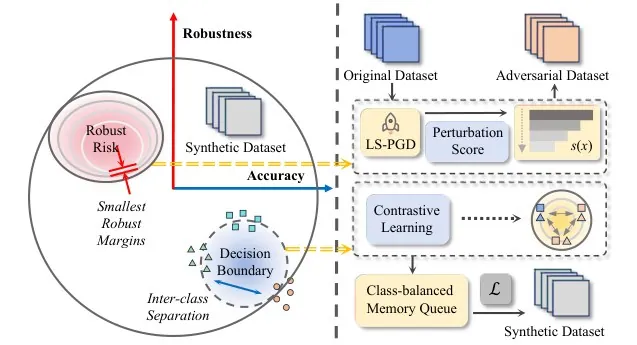 Robustness
Synthetic Dataset
Robust
Risk
Accuracy
Smallest
Robust
Margins
Decision
Boundary
Inter-class
Separation
Original Dataset
Adversarial Dataset
LS-PGD
Perturbation
Score
s(x)
Contrastive
Learning
Class-balanced
Memory Queue
ℒ
Synthetic Dataset